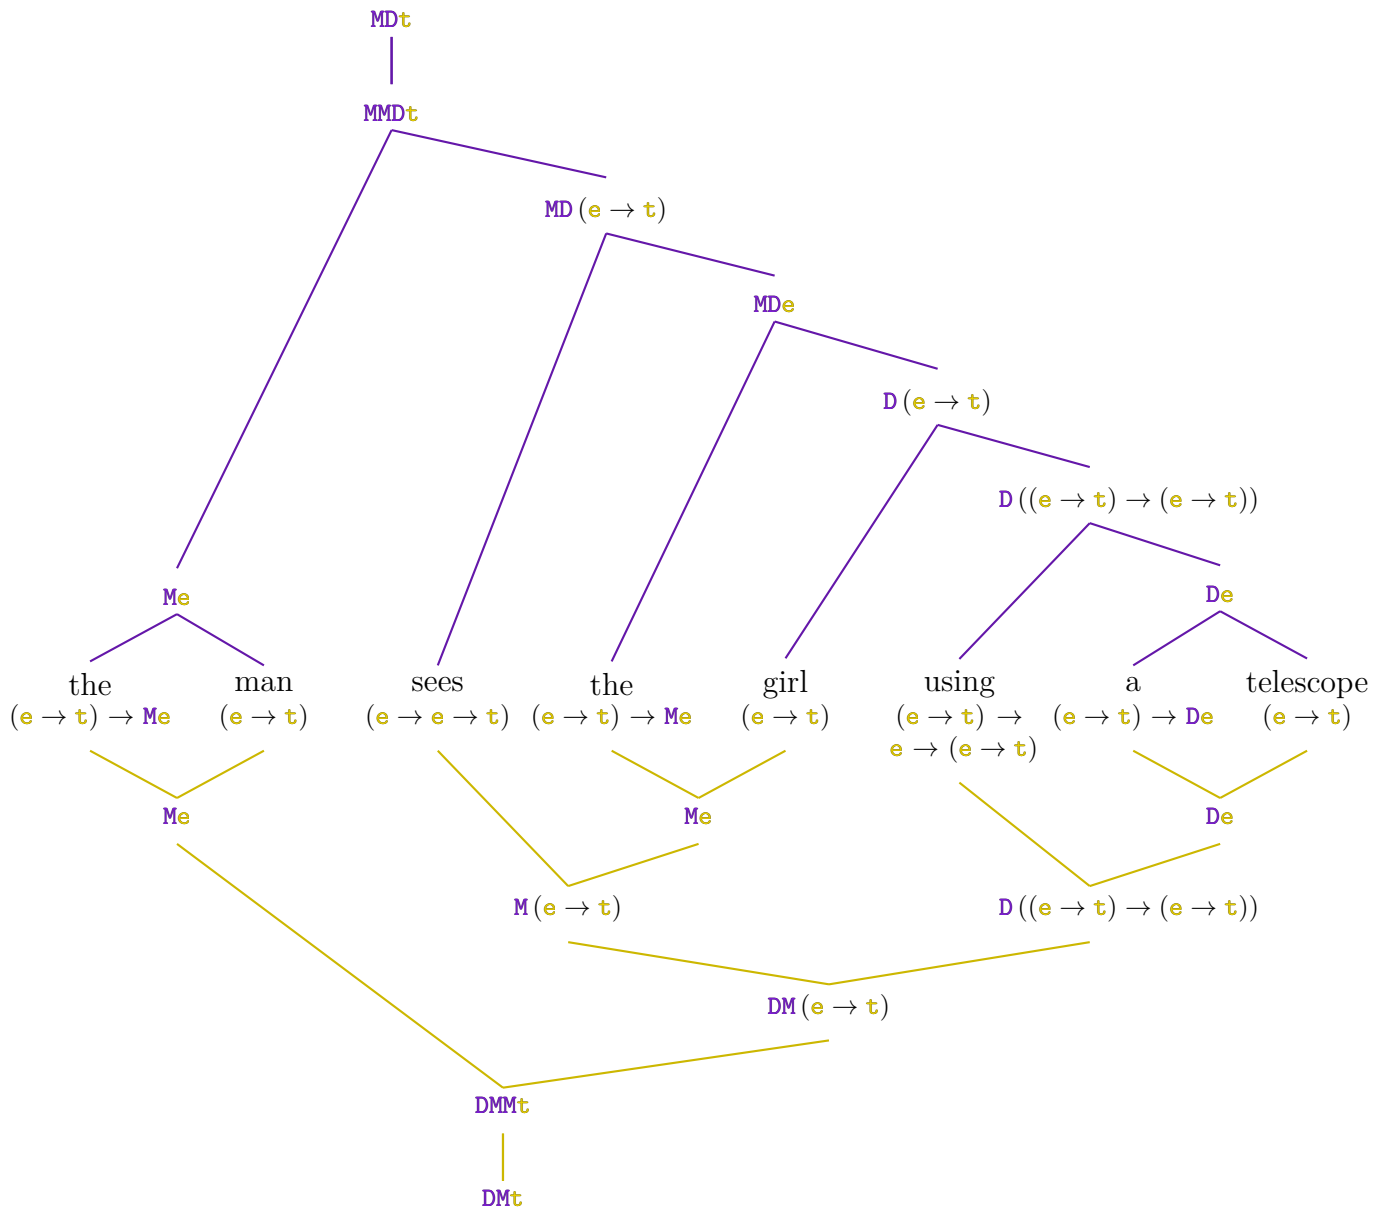 MDt
MMDt
MD (e → t)
MDe
D (e → t)
D ((e → t) → (e → t))
Me De
the man sees the girl using a telescope
(e → t) → Me (e → t) (e → e → t) (e → t) → Me (e → t) (e → t) → (e → t) → De (e → t)
e → (e → t)
Me Me De
M (e → t) D ((e → t) → (e → t))
DM (e → t)
DMMt
DMt